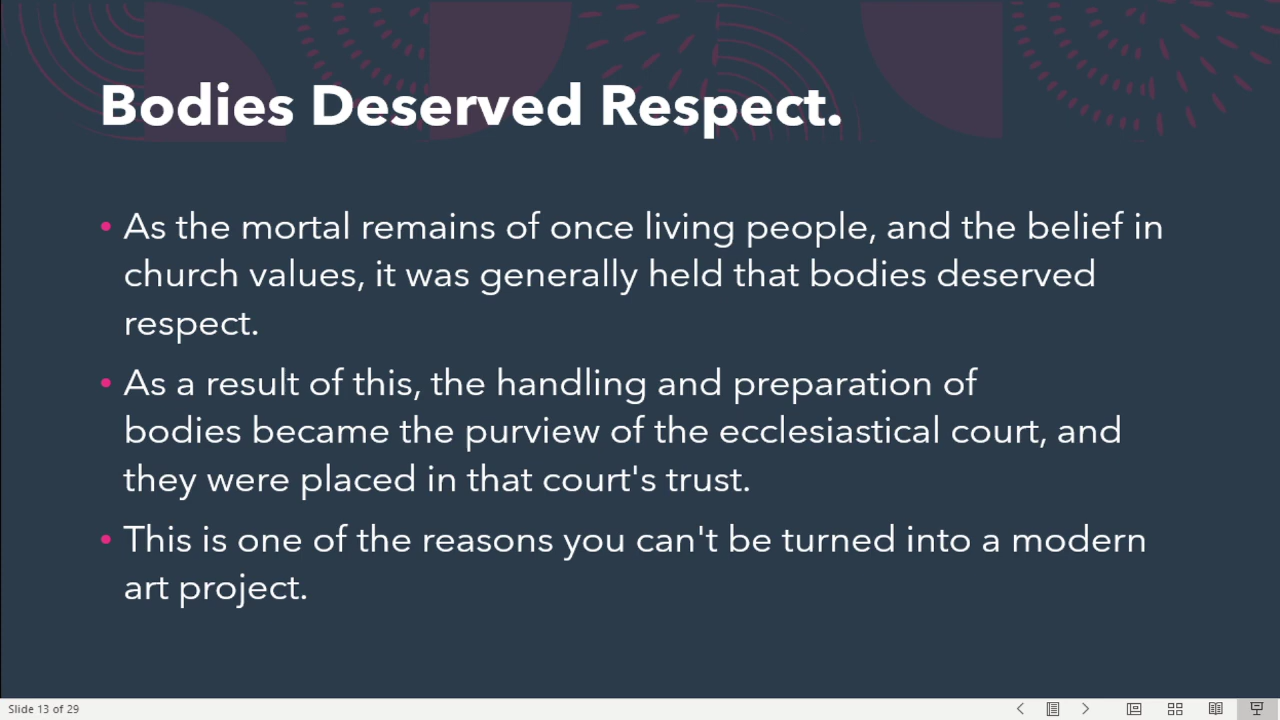 Bodies Deserved Respect.
• As the mortal remains of once living people, and the belief in
church values, it was generally held that bodies deserved
respect.
• As a result of this, the handling and preparation of
bodies became the purview of the ecclesiastical court, and
they were placed in that court's trust.
• This is one of the reasons you can't be turned into a modern
art project.
Slide 13 of 29